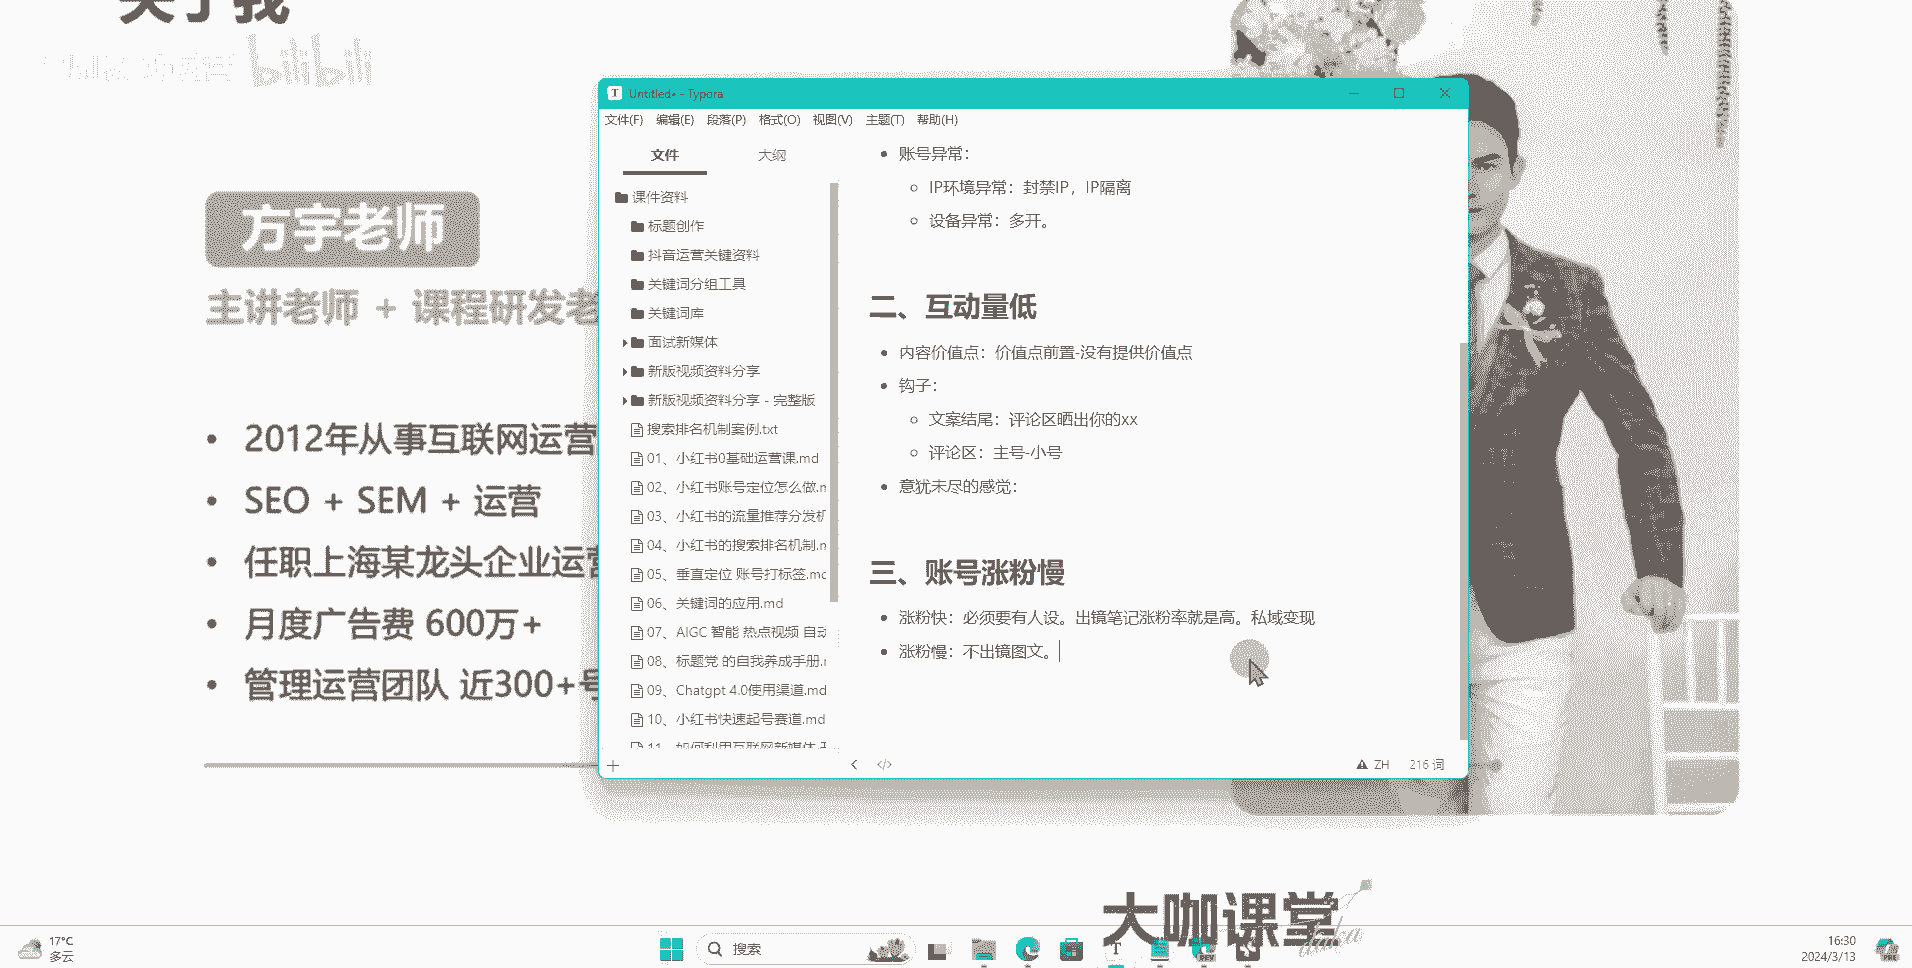 关于我
bilibili
方宇老师
主讲老师 + 课程研发老
2012年从事互联网运营
SEO + SEM + 运营
任职上海某龙头企业运营
月度广告费 600万+
管理运营团队 近300+号
Untitled• - Typora
文件(F) 编辑(E) 段落(P) 格式(O) 视图(V) 主题(T) 帮助(H)
文件 大纲
课件资料
标题创作
抖音运营关键资料
关键词分组工具
关键词库
面试新媒体
新版视频资料分享
新版视频资料分享 - 完整版
搜索排名机制案例.txt
01、小红书0基础运营课.md
02、小红书账号定位怎么做.m
03、小红书的流量推荐分发机
04、小红书的搜索排名机制.m
05、垂直定位 账号打标签.md
06、关键词的应用.md
07、AIGC 智能 热点视频 自动
08、标题党 的自我养成手册.m
09、Chatgpt 4.0使用渠道.md
10、小红书快速起号赛道.md
11、如何利用互联网新媒体
账号异常：
IP环境异常：封禁IP，IP隔离
设备异常：多开。
二、互动量低
内容价值点：价值点前置-没有提供价值点
钩子：
文案结尾：评论区晒出你的xx
评论区：主号-小号
意犹未尽的感觉：
三、账号涨粉慢
涨粉快：必须要有人设。出镜笔记涨粉率就是高。私域变现
涨粉慢：不出镜图文。
ZH 216 词
大咖课堂
daka
17°C
多云
搜索
16:30
2024/3/13